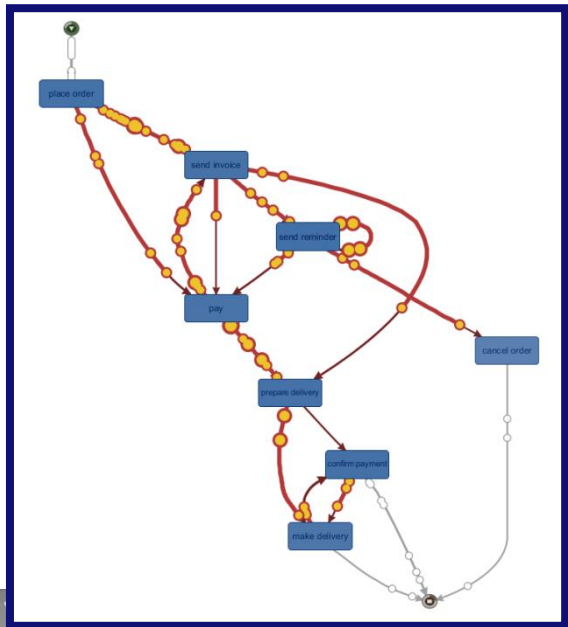 place order
send invoice
send reminder
pay
cancel order
prepare delivery
confirm payment
make delivery